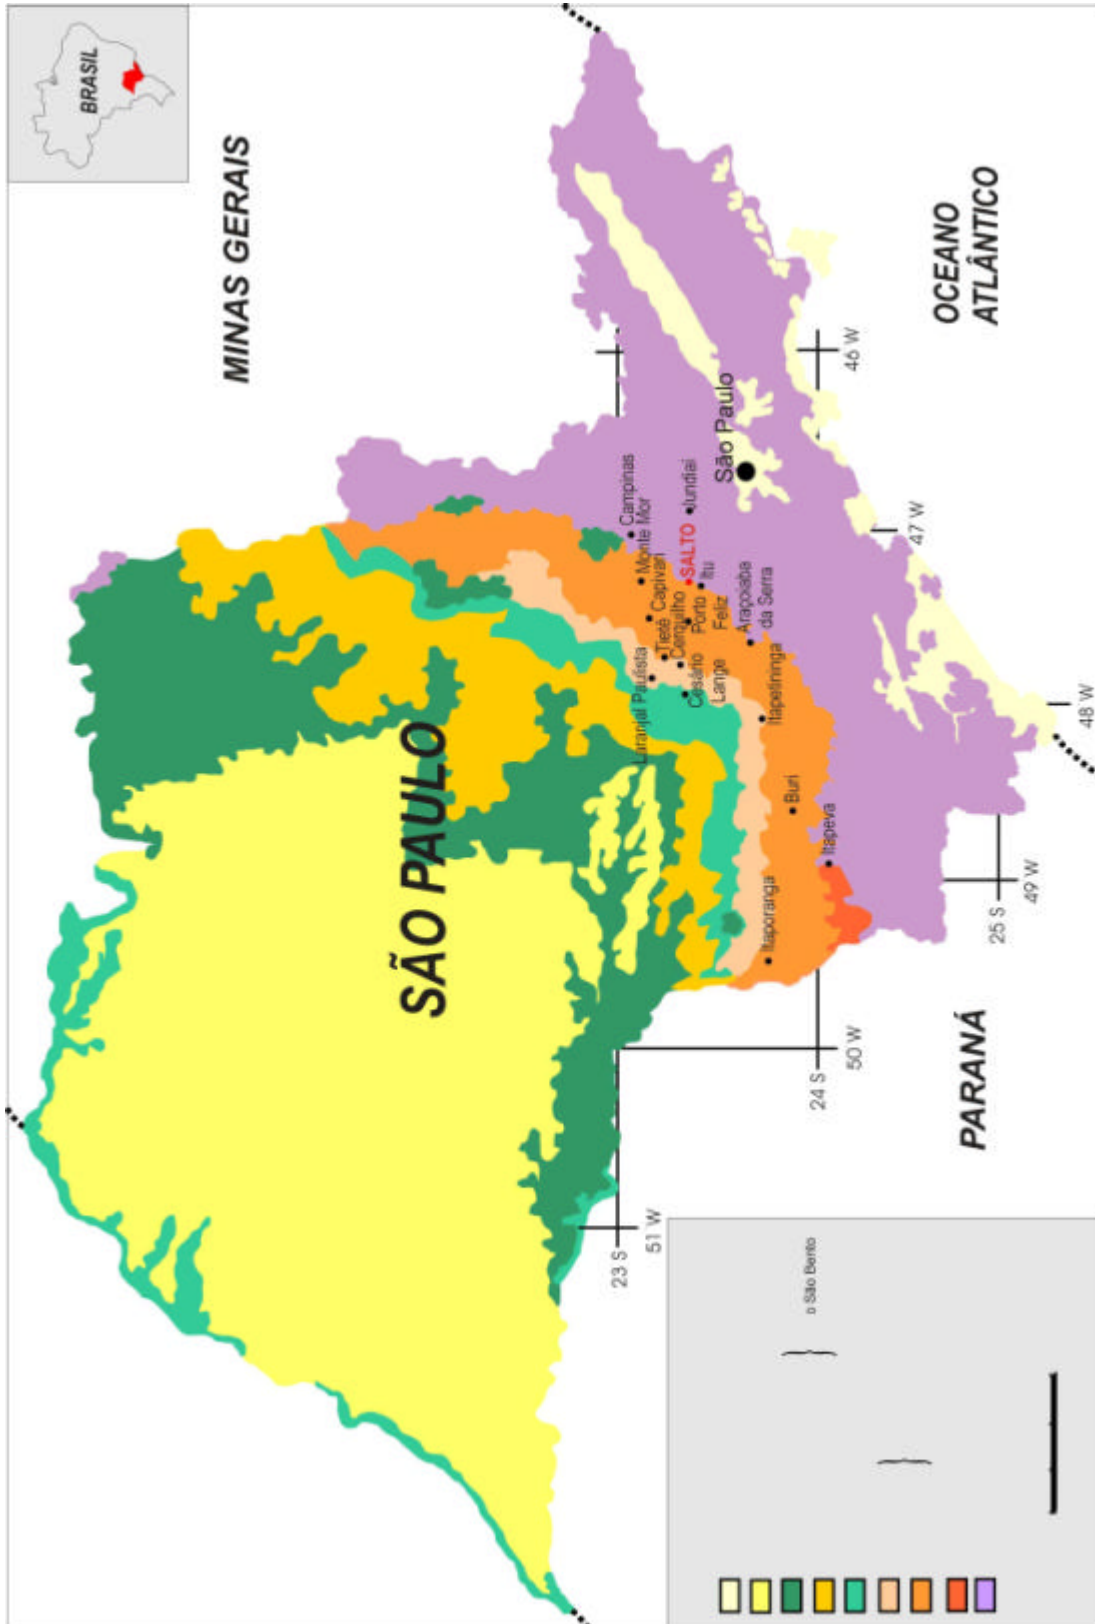 BRASIL
MINAS GERAIS
OCEANO
ATLÂNTICO
46 W
São Paulo
Campinas
Jundiaí
Monte Mor
SALTO
Capivari
Itu
47 W
Tietê
Cerquilho
Porto
Feliz
Araçoiaba
da Serra
Laranjal Paulista
Cesário
Lange
Itapetininga
48 W
SÃO PAULO
Buri
Itapeva
Itaporanga
49 W
25 S
24 S
50 W
PARANÁ
23 S
51 W
São Bento